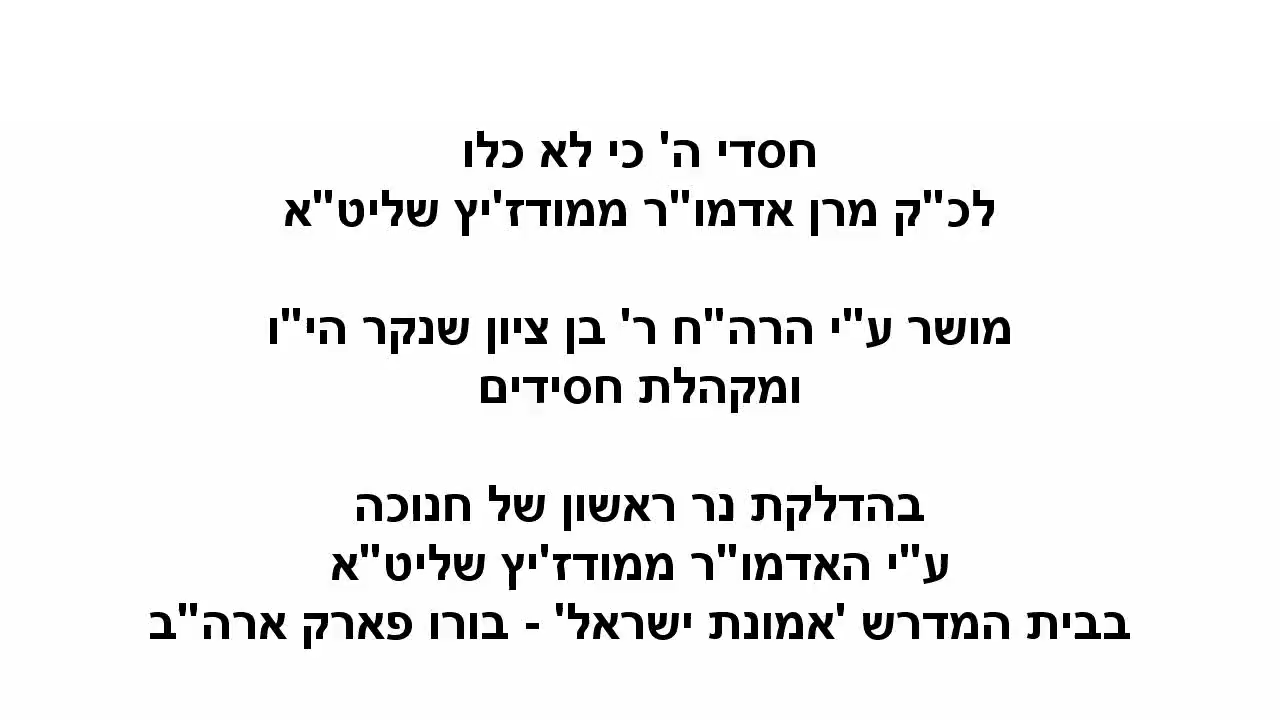 חסדי ה' כי לא כלו
לכ"ק מרן אדמו"ר ממודז'יץ שליט"א
מושר ע"י הרה"ח ר' בן ציון שנקר הי"ו
ומקהלת חסידים
בהדלקת נר ראשון של חנוכה
ע"י האדמו"ר ממודז'יץ שליט"א
בבית המדרש 'אמונת ישראל' - בורו פארק ארה"ב